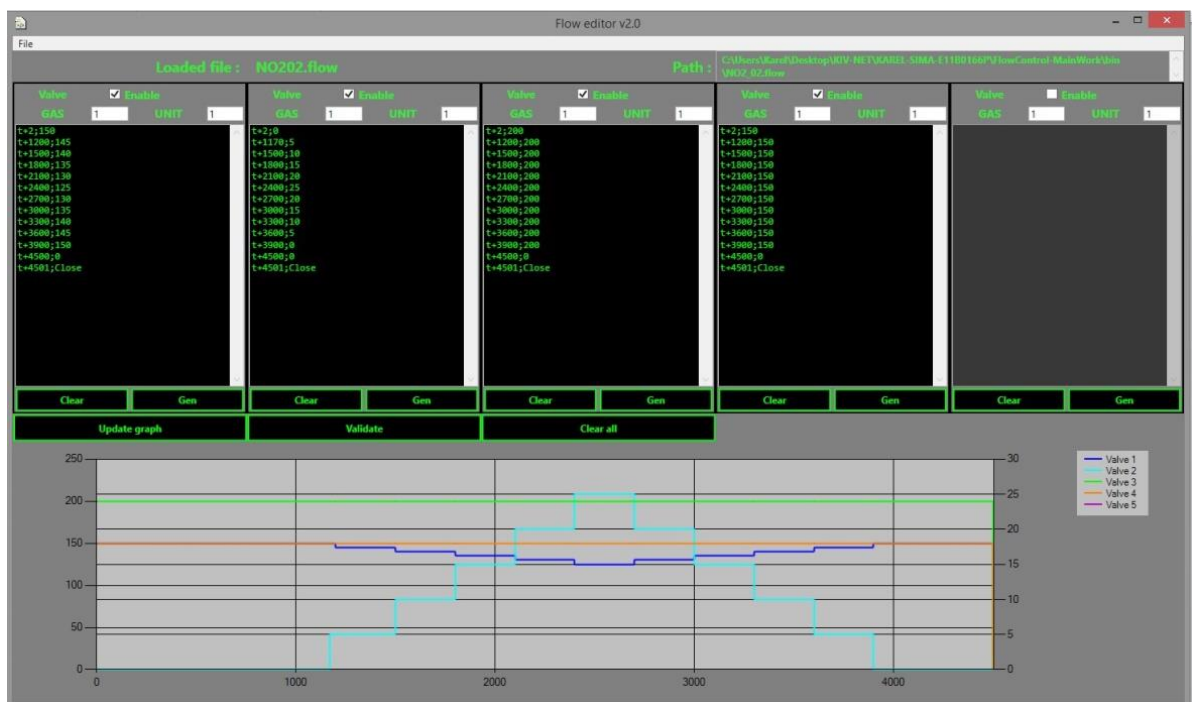 Flow editor v2.0
File
Loaded file : NO202.flow
Path : C:\Users\Karel\Desktop\KIV-NET\KAREL-SIMA-E11B0166P\FlowControl-MainWork\bin
\NO2_02.flow
Valve Enable
GAS 1 UNIT 1
t+2;150
t+1200;145
t+1500;140
t+1800;135
t+2100;130
t+2400;125
t+2700;130
t+3000;135
t+3300;140
t+3600;145
t+3900;150
t+4500;0
t+4501;Close
Clear Gen
Valve Enable
GAS 1 UNIT 1
t+2;0
t+1170;5
t+1500;10
t+1800;15
t+2100;20
t+2400;25
t+2700;20
t+3000;15
t+3300;10
t+3600;5
t+3900;0
t+4500;0
t+4501;Close
Clear Gen
Valve Enable
GAS 1 UNIT 1
t+2;200
t+1200;200
t+1500;200
t+1800;200
t+2100;200
t+2400;200
t+2700;200
t+3000;200
t+3300;200
t+3600;200
t+3900;200
t+4500;0
t+4501;Close
Clear Gen
Valve Enable
GAS 1 UNIT 1
t+2;150
t+1200;150
t+1500;150
t+1800;150
t+2100;150
t+2400;150
t+2700;150
t+3000;150
t+3300;150
t+3600;150
t+3900;150
t+4500;0
t+4501;Close
Clear Gen
Valve Enable
GAS 1 UNIT 1
Clear Gen
Update graph Validate Clear all
250
200
150
100
50
0
0 1000 2000 3000 4000
30
25
20
15
10
5
0
Valve 1
Valve 2
Valve 3
Valve 4
Valve 5